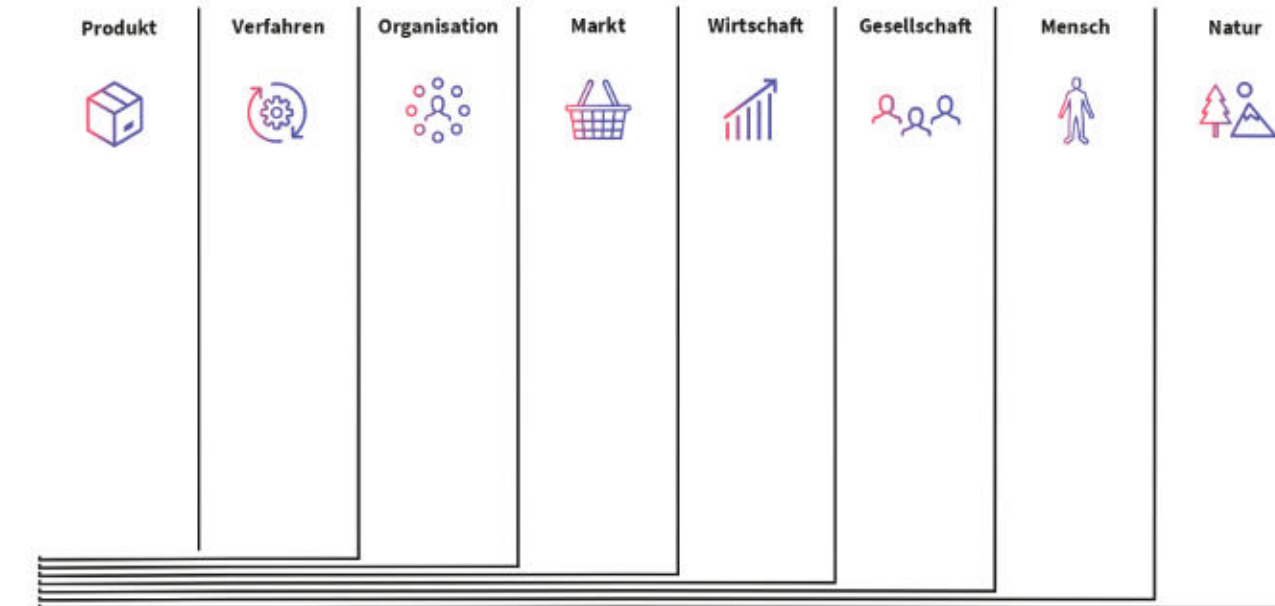 Produkt
Verfahren
Organisation
Markt
Wirtschaft
Gesellschaft
Mensch
Natur